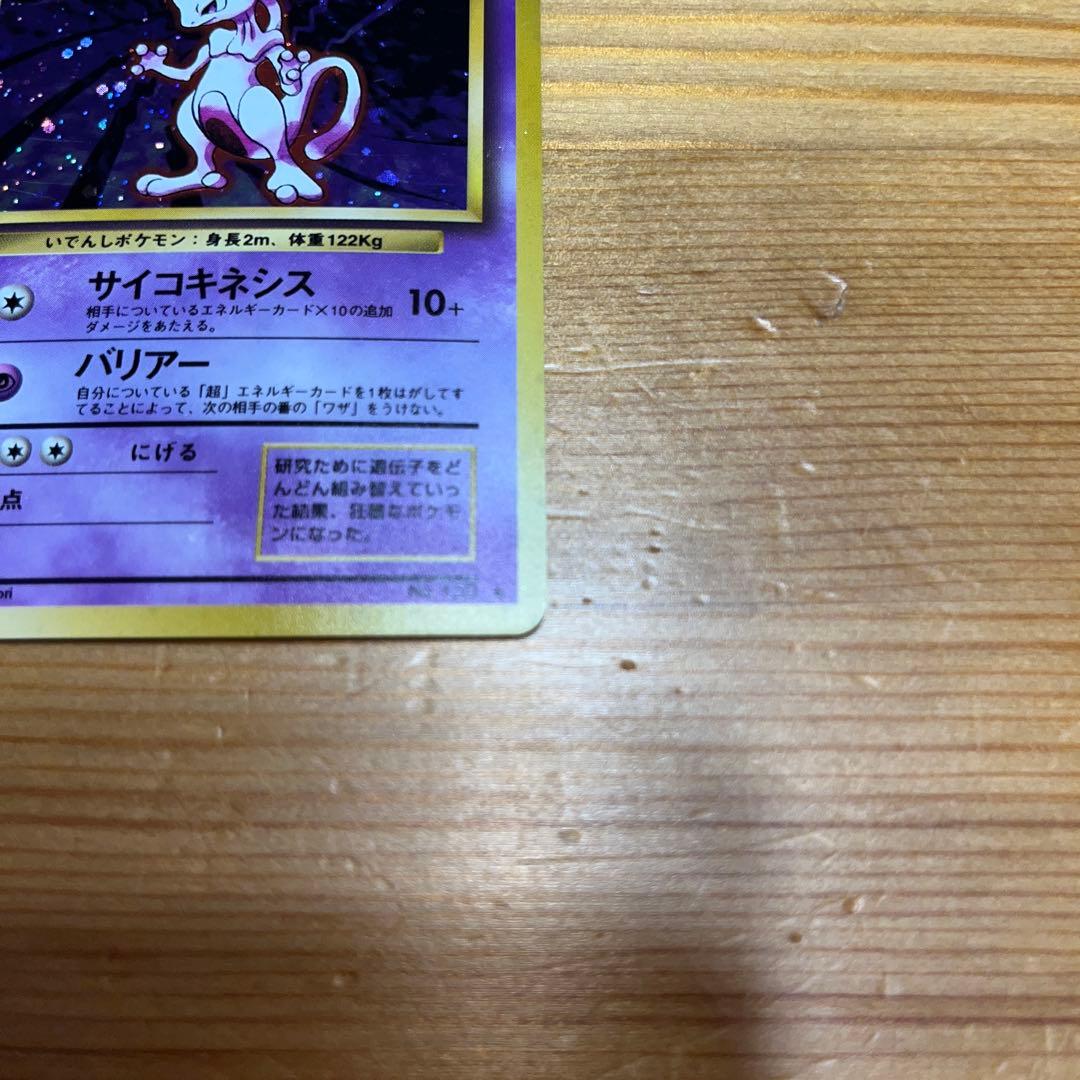 いでんしポケモン：身長2m、体重122Kg
サイコキネシス 10+
相手についているエネルギーカード×10の追加
ダメージをあたえる。
バリアー
自分についている「超」エネルギーカードを1枚はがしてす
てることによって、次の相手の番の「ワザ」をうけない。
にげる
点
研究ために遺伝子をど
んどん組み替えていっ
た結果、狂暴なポケモ
ンになった。
ori